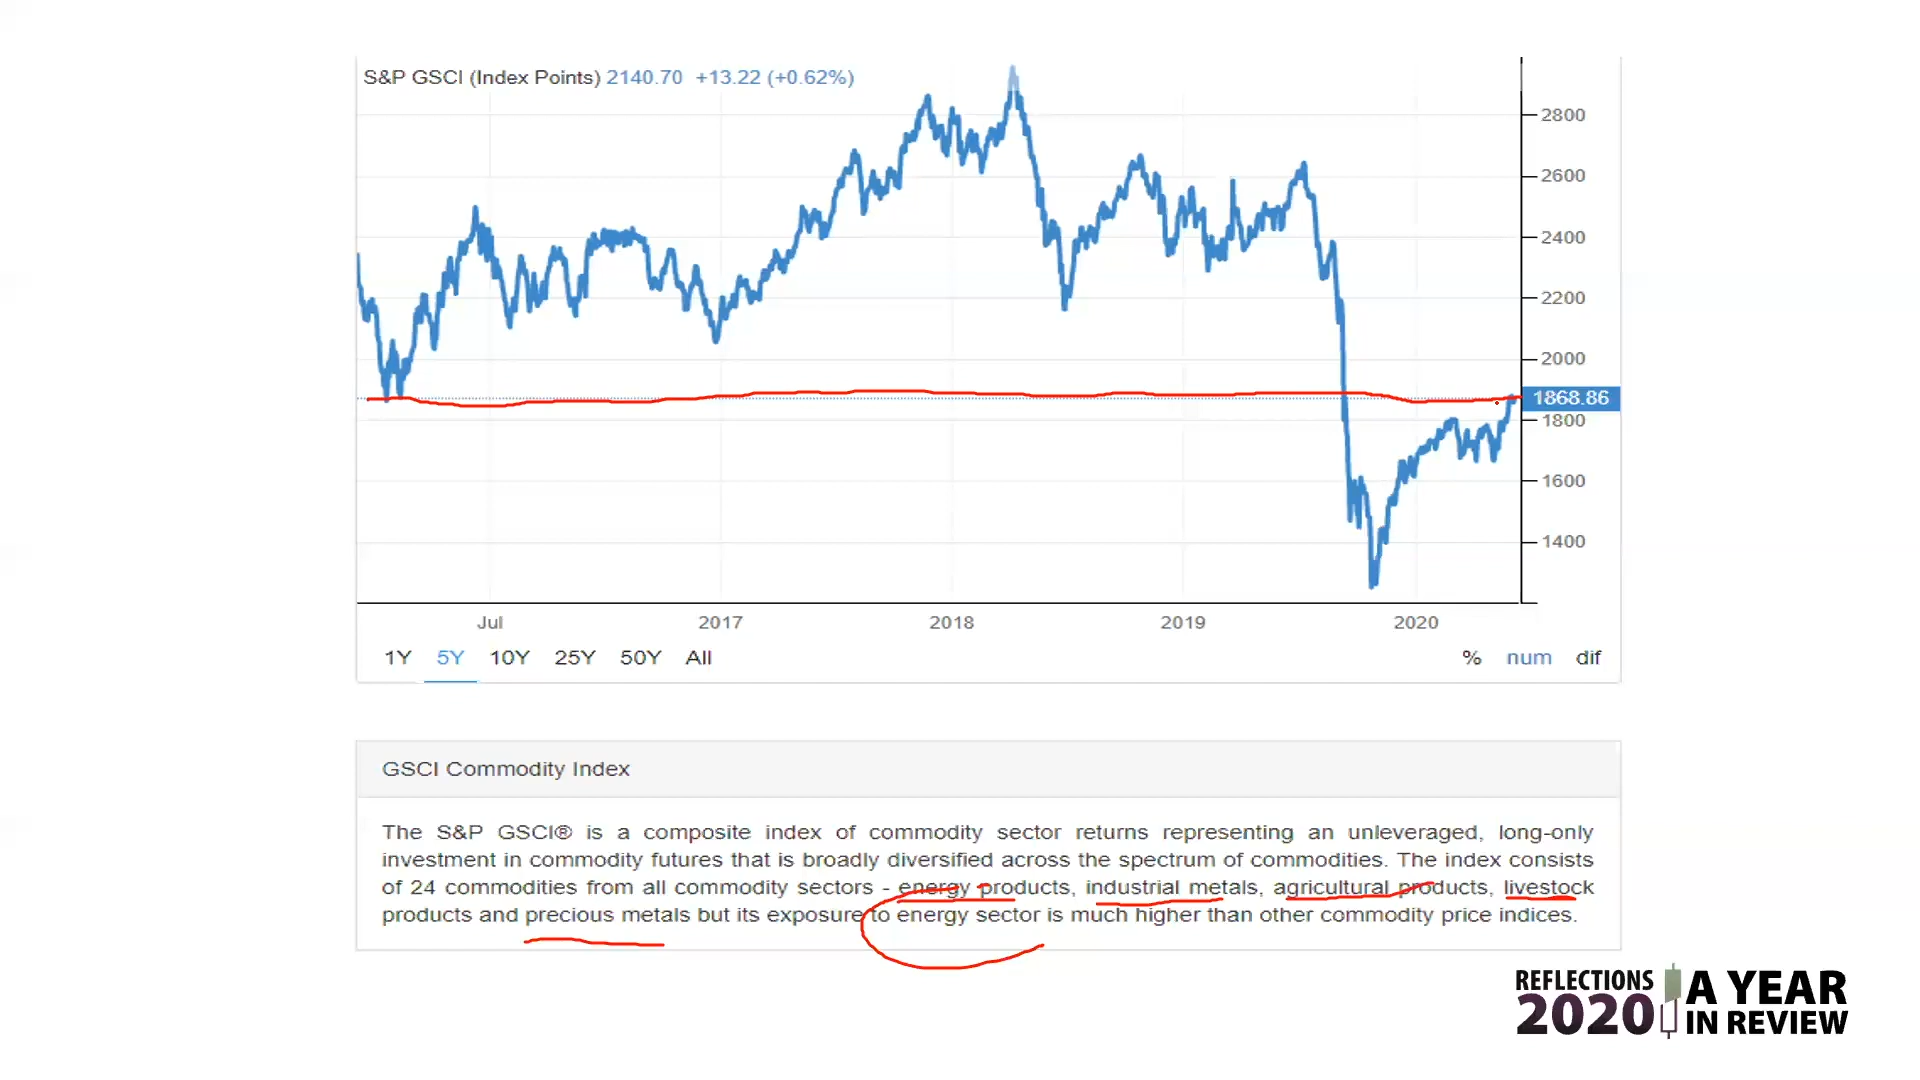 S&P GSCI (Index Points) 2140.70 +13.22 (+0.62%)
2800
2600
2400
2200
2000
1868.86
1800
1600
1400
Jul 2017 2018 2019 2020
1Y 5Y 10Y 25Y 50Y All % num dif
GSCI Commodity Index
The S&P GSCI® is a composite index of commodity sector returns representing an unleveraged, long-only
investment in commodity futures that is broadly diversified across the spectrum of commodities. The index consists
of 24 commodities from all commodity sectors - energy products, industrial metals, agricultural products, livestock
products and precious metals but its exposure to energy sector is much higher than other commodity price indices.
REFLECTIONS
2020
A YEAR
IN REVIEW